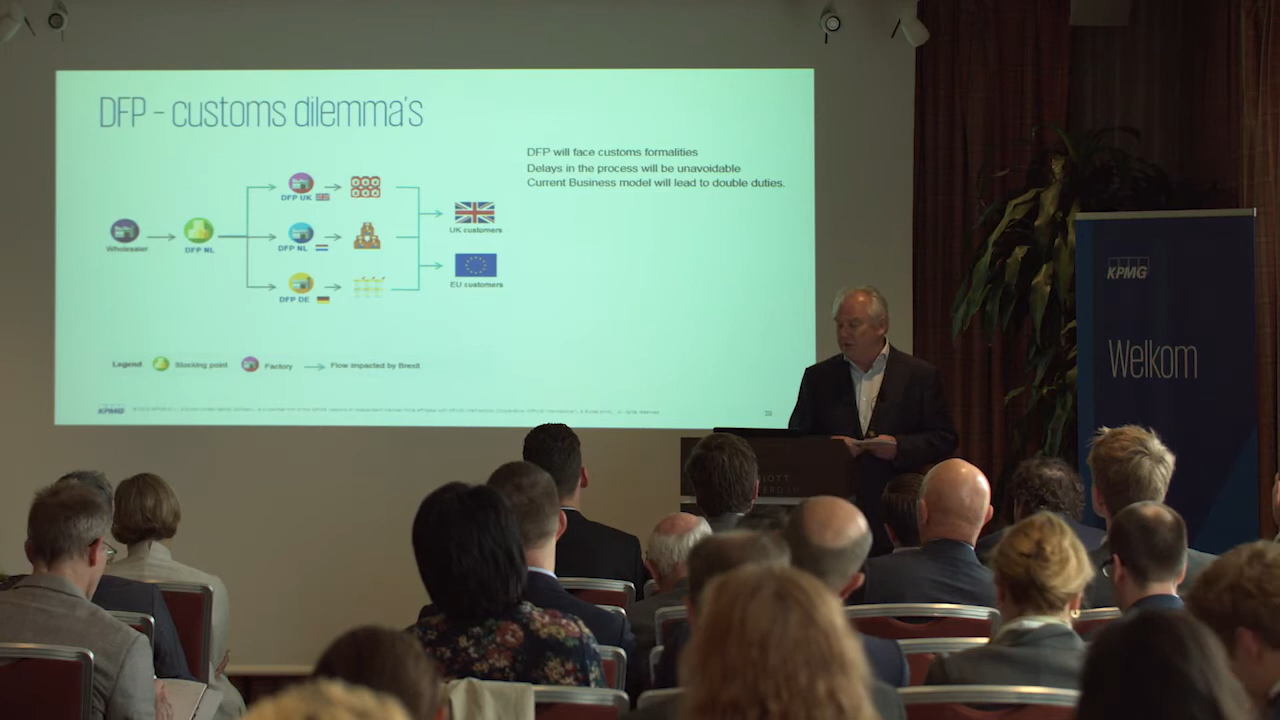 DFP – customs dilemma's
DFP will face customs formalities
Delays in the process will be unavoidable
Current Business model will lead to double duties.
DFP UK
UK customers
Wholesaler
DFP NL
DFP NL
EU customers
DFP DE
Legend
Stocking point
Factory
Flow impacted by Brexit
KPMG
KPMG
Welkom